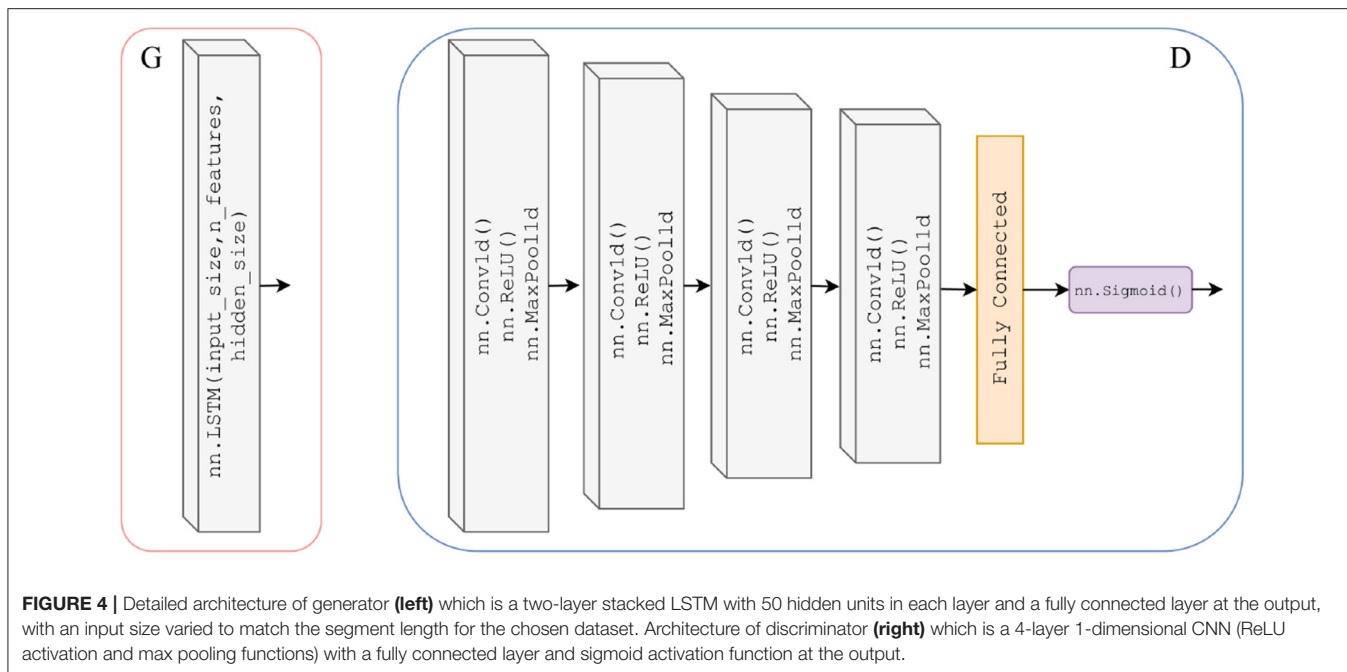 G
nn.LSTM(input_size,n_features,
hidden_size)
D
nn.Conv1d()
nn.ReLU()
nn.MaxPool1d
nn.Conv1d()
nn.ReLU()
nn.MaxPool1d
nn.Conv1d()
nn.ReLU()
nn.MaxPool1d
nn.Conv1d()
nn.ReLU()
nn.MaxPool1d
Fully Connected
nn.Sigmoid()
FIGURE 4 | Detailed architecture of generator (left) which is a two-layer stacked LSTM with 50 hidden units in each layer and a fully connected layer at the output,
with an input size varied to match the segment length for the chosen dataset. Architecture of discriminator (right) which is a 4-layer 1-dimensional CNN (ReLU
activation and max pooling functions) with a fully connected layer and sigmoid activation function at the output.